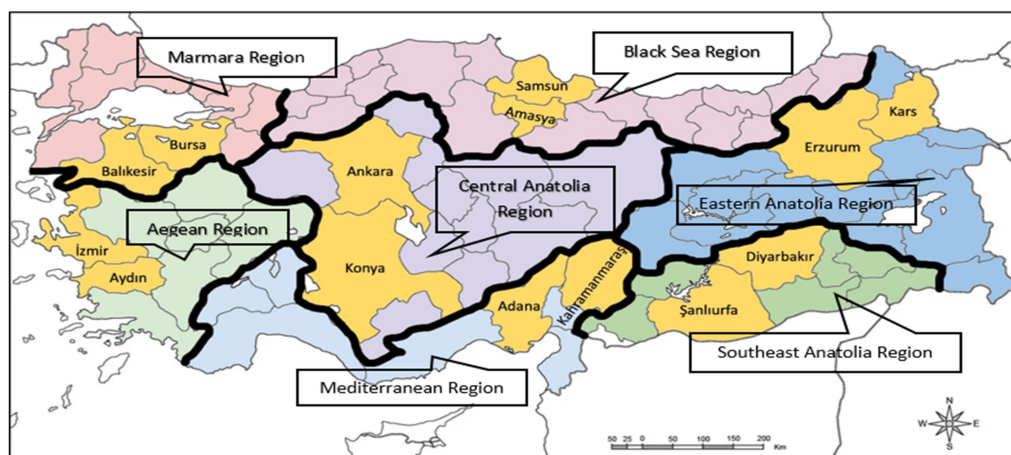 Marmara Region
Black Sea Region
Samsun
Amasya
Kars
Bursa
Erzurum
Balıkesir
Ankara
Central Anatolia
Region
Eastern Anatolia Region
Aegean Region
İzmir
Aydın
Konya
Diyarbakır
Adana
Kahramanmaraş
Şanlıurfa
Southeast Anatolia Region
Mediterranean Region
N
W E
S
50 25 0 50 100 150 200
Km